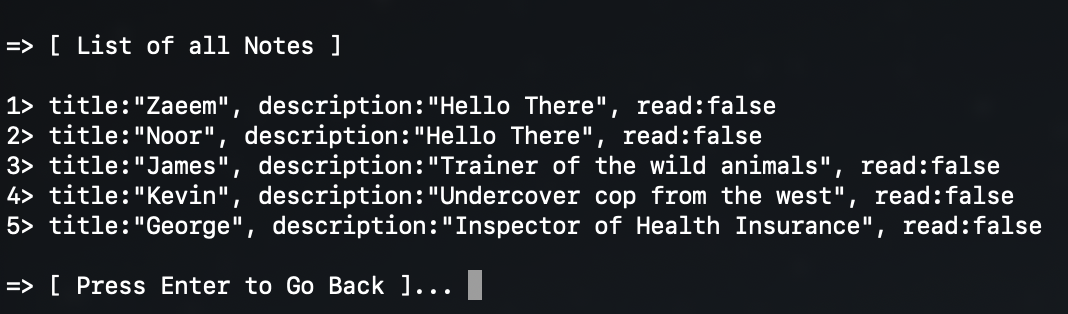 => [ List of all Notes ]
1> title:"Zaeem", description:"Hello There", read:false
2> title:"Noor", description:"Hello There", read:false
3> title:"James", description:"Trainer of the wild animals", read:false
4> title:"Kevin", description:"Undercover cop from the west", read:false
5> title:"George", description:"Inspector of Health Insurance", read:false
=> [ Press Enter to Go Back ]...